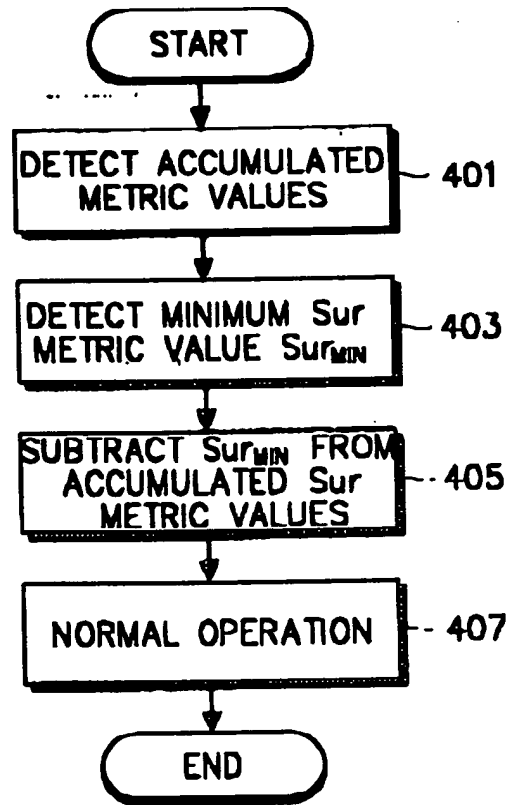 START
DETECT ACCUMULATED
METRIC VALUES
401
DETECT MINIMUM Sur
METRIC VALUE SurMIN
403
SUBTRACT SurMIN FROM
ACCUMULATED Sur
METRIC VALUES
405
NORMAL OPERATION
407
END